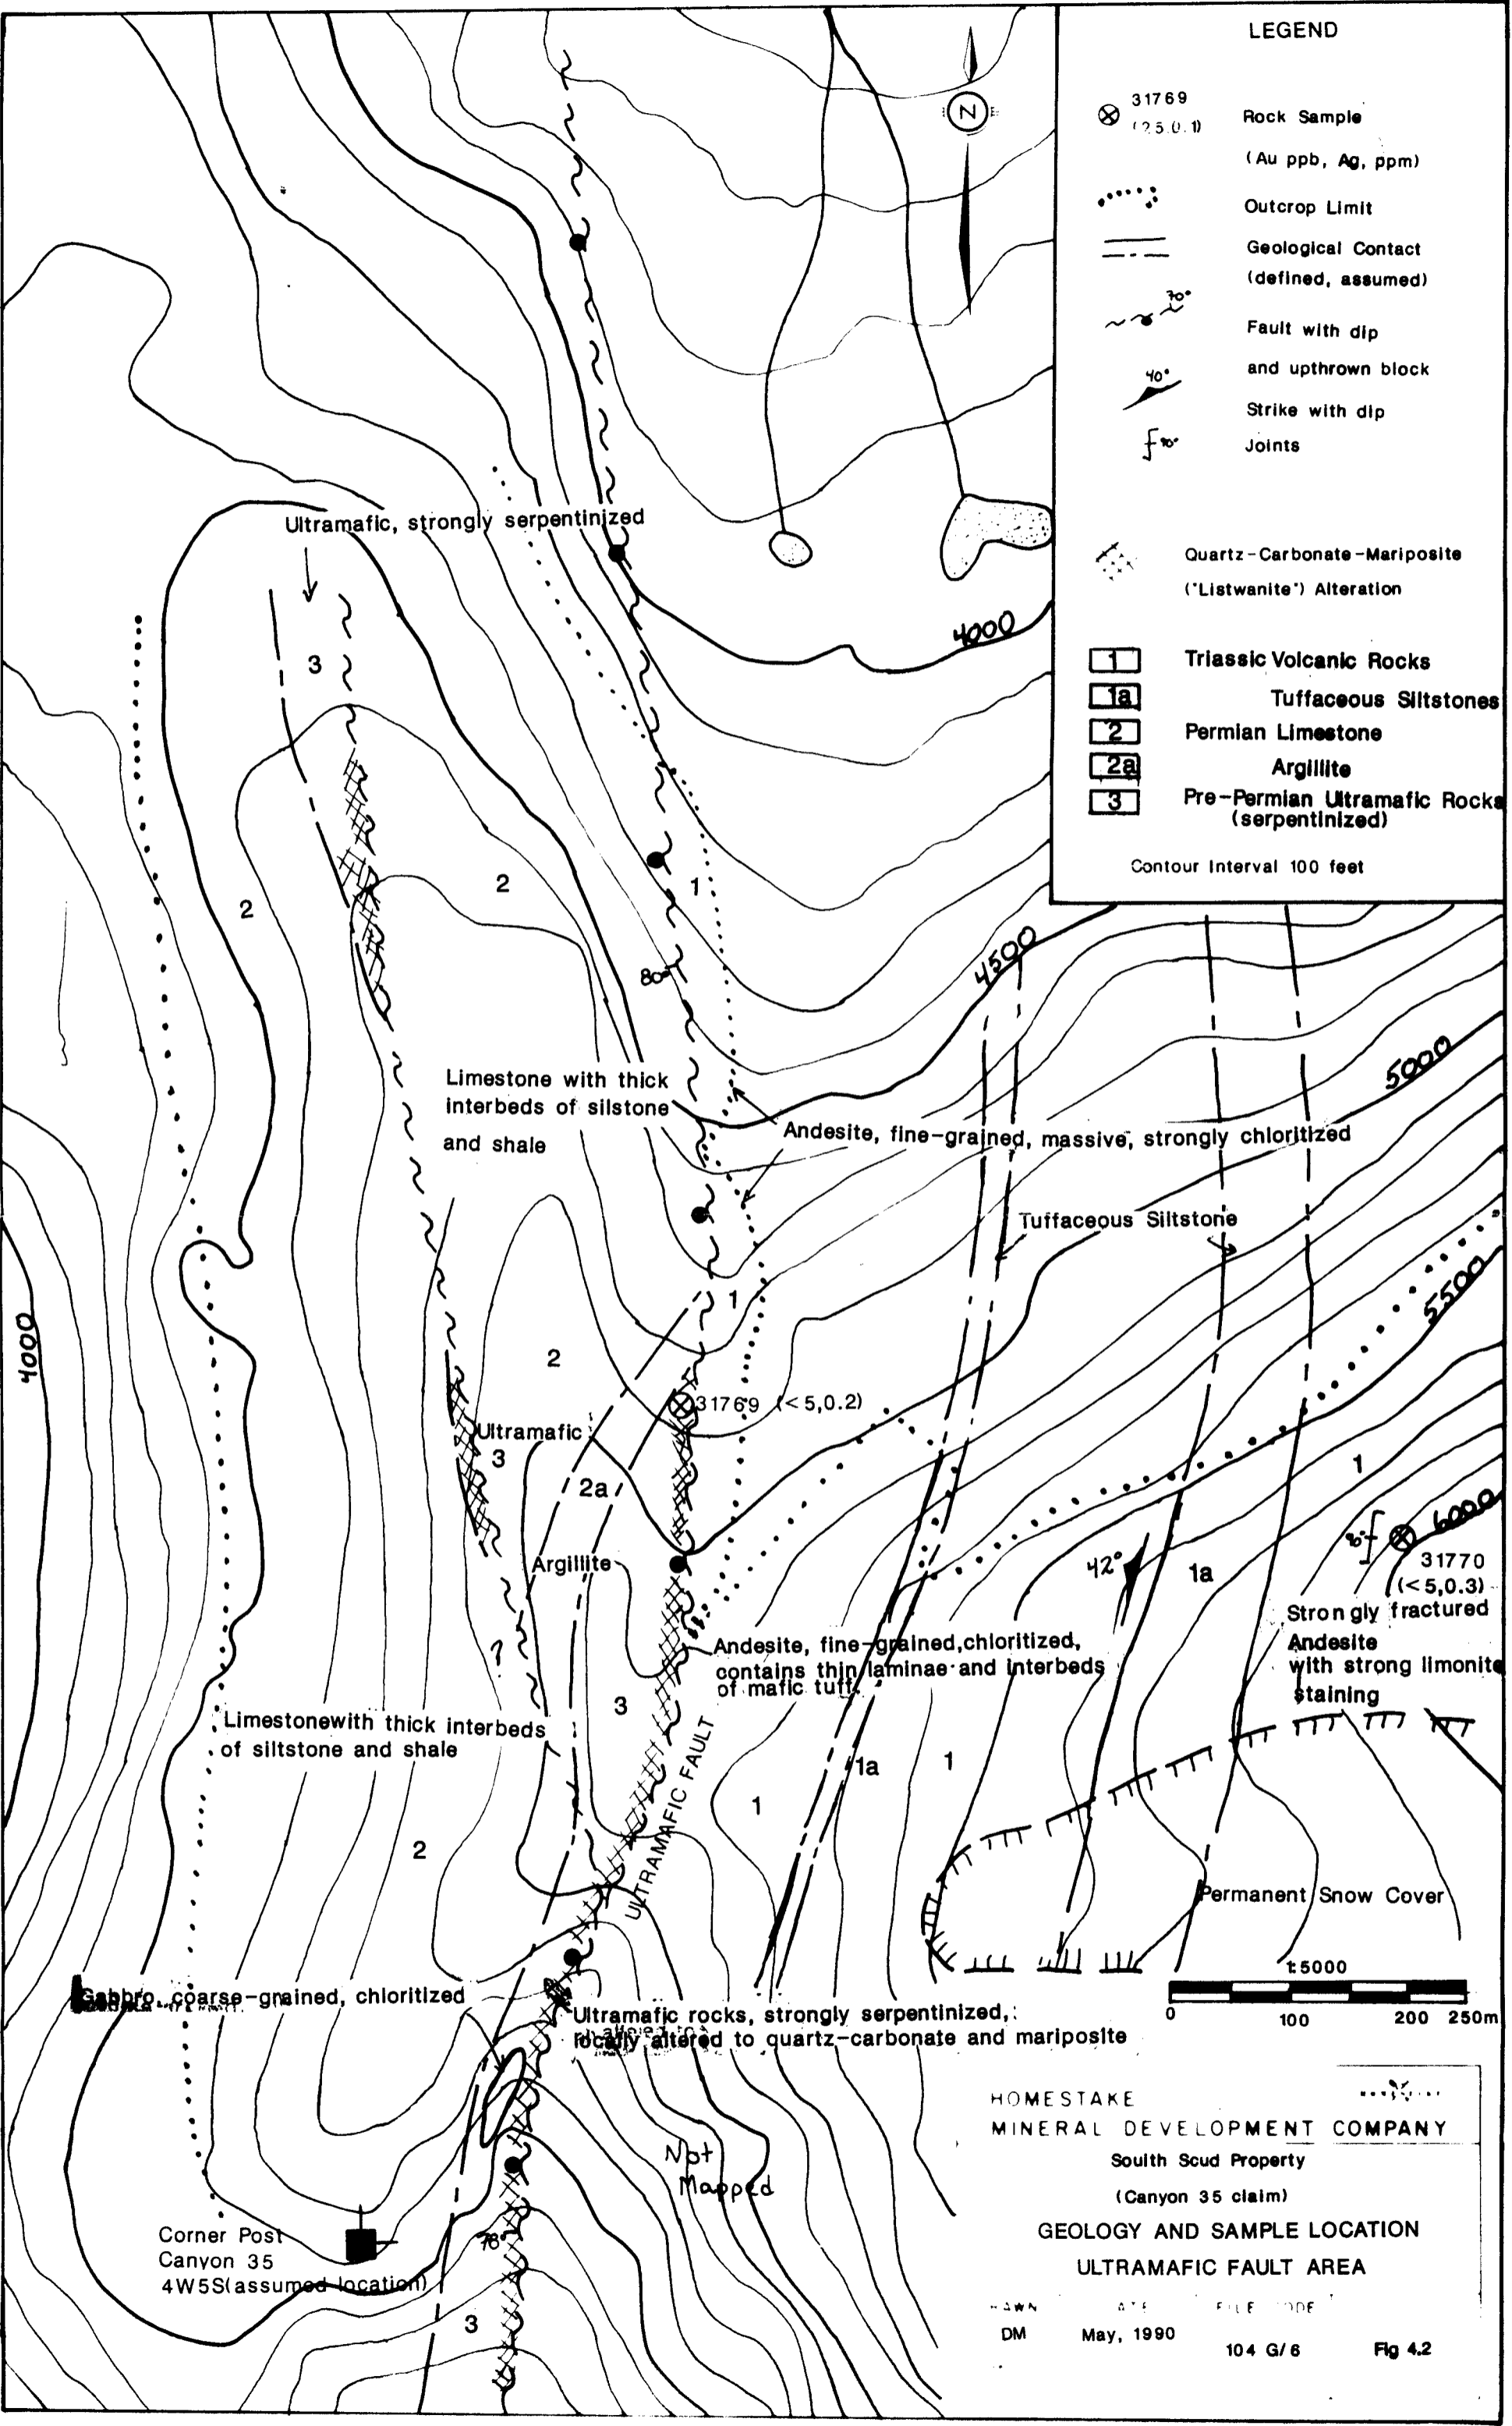 LEGEND
31769
Rock Sample
(Au ppb, Ag, ppm)
Outcrop Limit
Geological Contact
(defined, assumed)
70°
Fault with dip
and upthrown block
40°
Strike with dip
Joints
Quartz-Carbonate-Mariposite
("Listwanite") Alteration
1 Triassic Volcanic Rocks
1a Tuffaceous Siltstones
2 Permian Limestone
2a Argillite
3 Pre-Permian Ultramafic Rocks
(serpentinized)
Contour Interval 100 feet
N
Ultramafic, strongly serpentinized
4000
3
2
2
1
80°
4500
5000
Limestone with thick
interbeds of silstone
and shale
Andesite, fine-grained, massive, strongly chloritized
Tuffaceous Siltstone
5500
4000
1
2
31769 (<5,0.2)
Ultramafic
3
2a
1
6000
Argillite
42°
1a
31770
(<5,0.3)
Strongly fractured
Andesite
with strong limonite
staining
Andesite, fine-grained,chloritized,
contains thin laminae and interbeds
of mafic tuff.
?
3
Limestonewith thick interbeds
of siltstone and shale
ULTRAMAFIC FAULT
1a
1
1
2
Permanent Snow Cover
Gabbro, coarse-grained, chloritized
Ultramafic rocks, strongly serpentinized,
locally altered to quartz-carbonate and mariposite
1:5000
0 100 200 250m
Not
Mapped
Corner Post
Canyon 35
4W5S(assumed location)
78°
3
HOMESTAKE
MINERAL DEVELOPMENT COMPANY
Souith Scud Property
(Canyon 35 claim)
GEOLOGY AND SAMPLE LOCATION
ULTRAMAFIC FAULT AREA
DM May, 1990 104 G/6 Fig 4.2